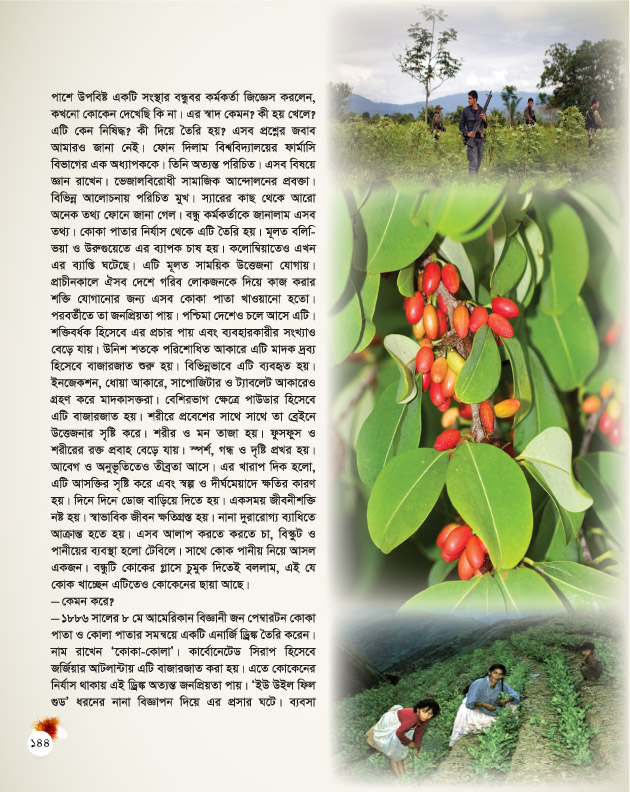 পাশে উপবিষ্ট একটি সংস্থার বন্ধুবর কর্মকর্তা জিজ্ঞেস করলেন,
কখনো কোকেন দেখেছি কি না। এর স্বাদ কেমন? কী হয় খেলে?
এটি কেন নিষিদ্ধ? কী দিয়ে তৈরি হয়? এসব প্রশ্নের জবাব
আমারও জানা নেই। ফোন দিলাম বিশ্ববিদ্যালয়ের ফার্মাসি
বিভাগের এক অধ্যাপককে। তিনি অত্যন্ত পরিচিত। এসব বিষয়ে
জ্ঞান রাখেন। ভেজালবিরোধী সামাজিক আন্দোলনের প্রবক্তা।
বিভিন্ন আলোচনায় পরিচিত মুখ। স্যারের কাছ থেকে আরো
অনেক তথ্য ফোনে জানা গেল। বন্ধু কর্মকর্তাকে জানালাম এসব
তথ্য। কোকা পাতার নির্যাস থেকে এটি তৈরি হয়। মূলত বলি-
ভয়া ও উরুগুয়েতে এর ব্যাপক চাষ হয়। কলোম্বিয়াতেও এখন
এর ব্যাপ্তি ঘটেছে। এটি মূলত সাময়িক উত্তেজনা যোগায়।
প্রাচীনকালে ঐসব দেশে গরিব লোকজনকে দিয়ে কাজ করার
শক্তি যোগানোর জন্য এসব কোকা পাতা খাওয়ানো হতো।
পরবর্তীতে তা জনপ্রিয়তা পায়। পশ্চিমা দেশেও চলে আসে এটি।
শক্তিবর্ধক হিসেবে এর প্রচার পায় এবং ব্যবহারকারীর সংখ্যাও
বেড়ে যায়। উনিশ শতকে পরিশোধিত আকারে এটি মাদক দ্রব্য
হিসেবে বাজারজাত শুরু হয়। বিভিন্নভাবে এটি ব্যবহৃত হয়।
ইনজেকশন, ধোয়া আকারে, সাপোজিটার ও ট্যাবলেট আকারেও
গ্রহণ করে মাদকাসক্তরা। বেশিরভাগ ক্ষেত্রে পাউডার হিসেবে
এটি বাজারজাত হয়। শরীরে প্রবেশের সাথে সাথে তা ব্রেইনে
উত্তেজনার সৃষ্টি করে। শরীর ও মন তাজা হয়। ফুসফুস ও
শরীরের রক্ত প্রবাহ বেড়ে যায়। স্পর্শ, গন্ধ ও দৃষ্টি প্রখর হয়।
আবেগ ও অনুভূতিতেও তীব্রতা আসে। এর খারাপ দিক হলো,
এটি আসক্তির সৃষ্টি করে এবং স্বল্প ও দীর্ঘমেয়াদে ক্ষতির কারণ
হয়। দিনে দিনে ডোজ বাড়িয়ে দিতে হয়। একসময় জীবনীশক্তি
নষ্ট হয়। স্বাভাবিক জীবন ক্ষতিগ্রস্ত হয়। নানা দুরারোগ্য ব্যাধিতে
আক্রান্ত হতে হয়। এসব আলাপ করতে করতে চা, বিস্কুট ও
পানীয়ের ব্যবস্থা হলো টেবিলে। সাথে কোক পানীয় নিয়ে আসল
একজন। বন্ধুটি কোকের গ্লাসে চুমুক দিতেই বললাম, এই যে
কোক খাচ্ছেন এটিতেও কোকেনের ছায়া আছে।
– কেমন করে?
– ১৮৮৬ সালের ৮ মে আমেরিকান বিজ্ঞানী জন পেম্বারটন কোকা
পাতা ও কোলা পাতার সমন্বয়ে একটি এনার্জি ড্রিঙ্ক তৈরি করেন।
নাম রাখেন ‘কোকা-কোলা’। কার্বোনেটেড সিরাপ হিসেবে
জর্জিয়ার আটলান্টায় এটি বাজারজাত করা হয়। এতে কোকেনের
নির্যাস থাকায় এই ড্রিঙ্ক অত্যন্ত জনপ্রিয়তা পায়। ‘ইউ উইল ফিল
গুড’ ধরনের নানা বিজ্ঞাপন দিয়ে এর প্রসার ঘটে। ব্যবসা
১৪৪